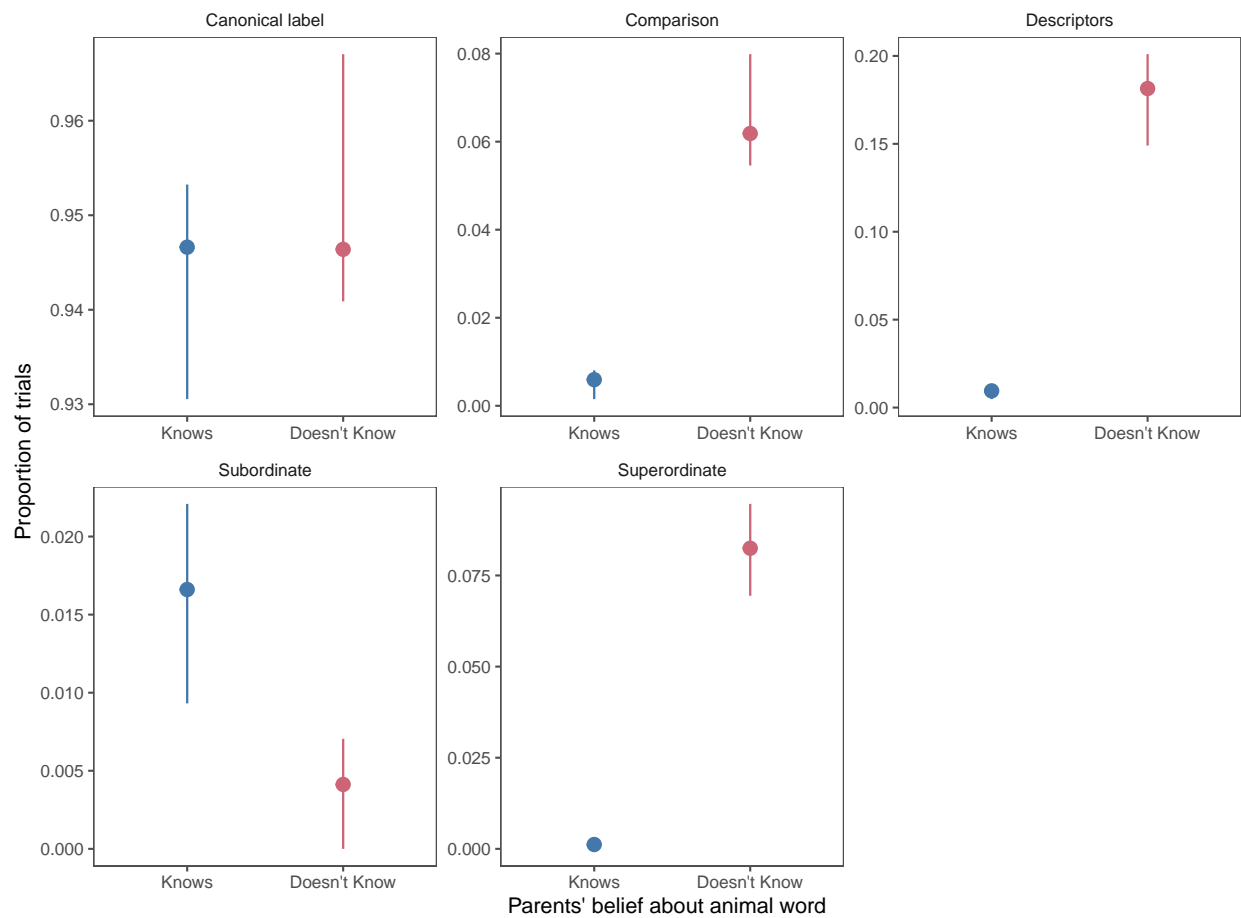 Canonical label
Comparison
Descriptors
0.96
0.95
0.94
0.93
0.08
0.06
0.04
0.02
0.00
0.20
0.15
0.10
0.05
0.00
Knows
Doesn't Know
Knows
Doesn't Know
Knows
Doesn't Know
Proportion of trials
Subordinate
Superordinate
0.020
0.015
0.010
0.005
0.000
0.075
0.050
0.025
0.000
Knows
Doesn't Know
Knows
Doesn't Know
Parents' belief about animal word